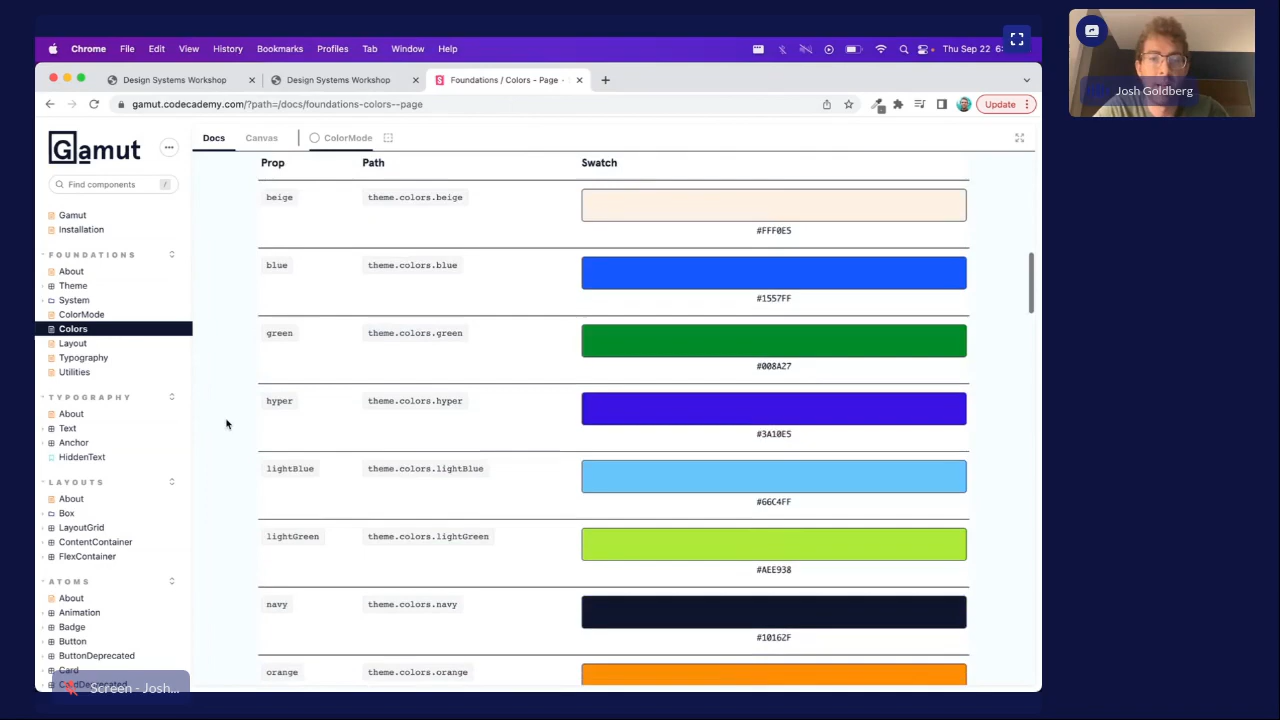 Chrome File Edit View History Bookmarks Profiles Tab Window Help Thu Sep 22
Design Systems Workshop
Design Systems Workshop
Foundations / Colors - Page
gamut.codecademy.com/?path=/docs/foundations-colors--page
Update
Josh Goldberg
Gamut
Find components
/
Gamut
Installation
FOUNDATIONS
About
Theme
System
ColorMode
Colors
Layout
Typography
Utilities
TYPOGRAPHY
About
Text
Anchor
HiddenText
LAYOUTS
About
Box
LayoutGrid
ContentContainer
FlexContainer
ATOMS
About
Animation
Badge
Button
ButtonDeprecated
Card
CardDeprecated
Screen - Josh...
Docs Canvas ColorMode
Prop Path Swatch
beige theme.colors.beige
#FFF0E5
blue theme.colors.blue
#1557FF
green theme.colors.green
#008A27
hyper theme.colors.hyper
#3A10E5
lightBlue theme.colors.lightBlue
#66C4FF
lightGreen theme.colors.lightGreen
#AEE938
navy theme.colors.navy
#10162F
orange theme.colors.orange